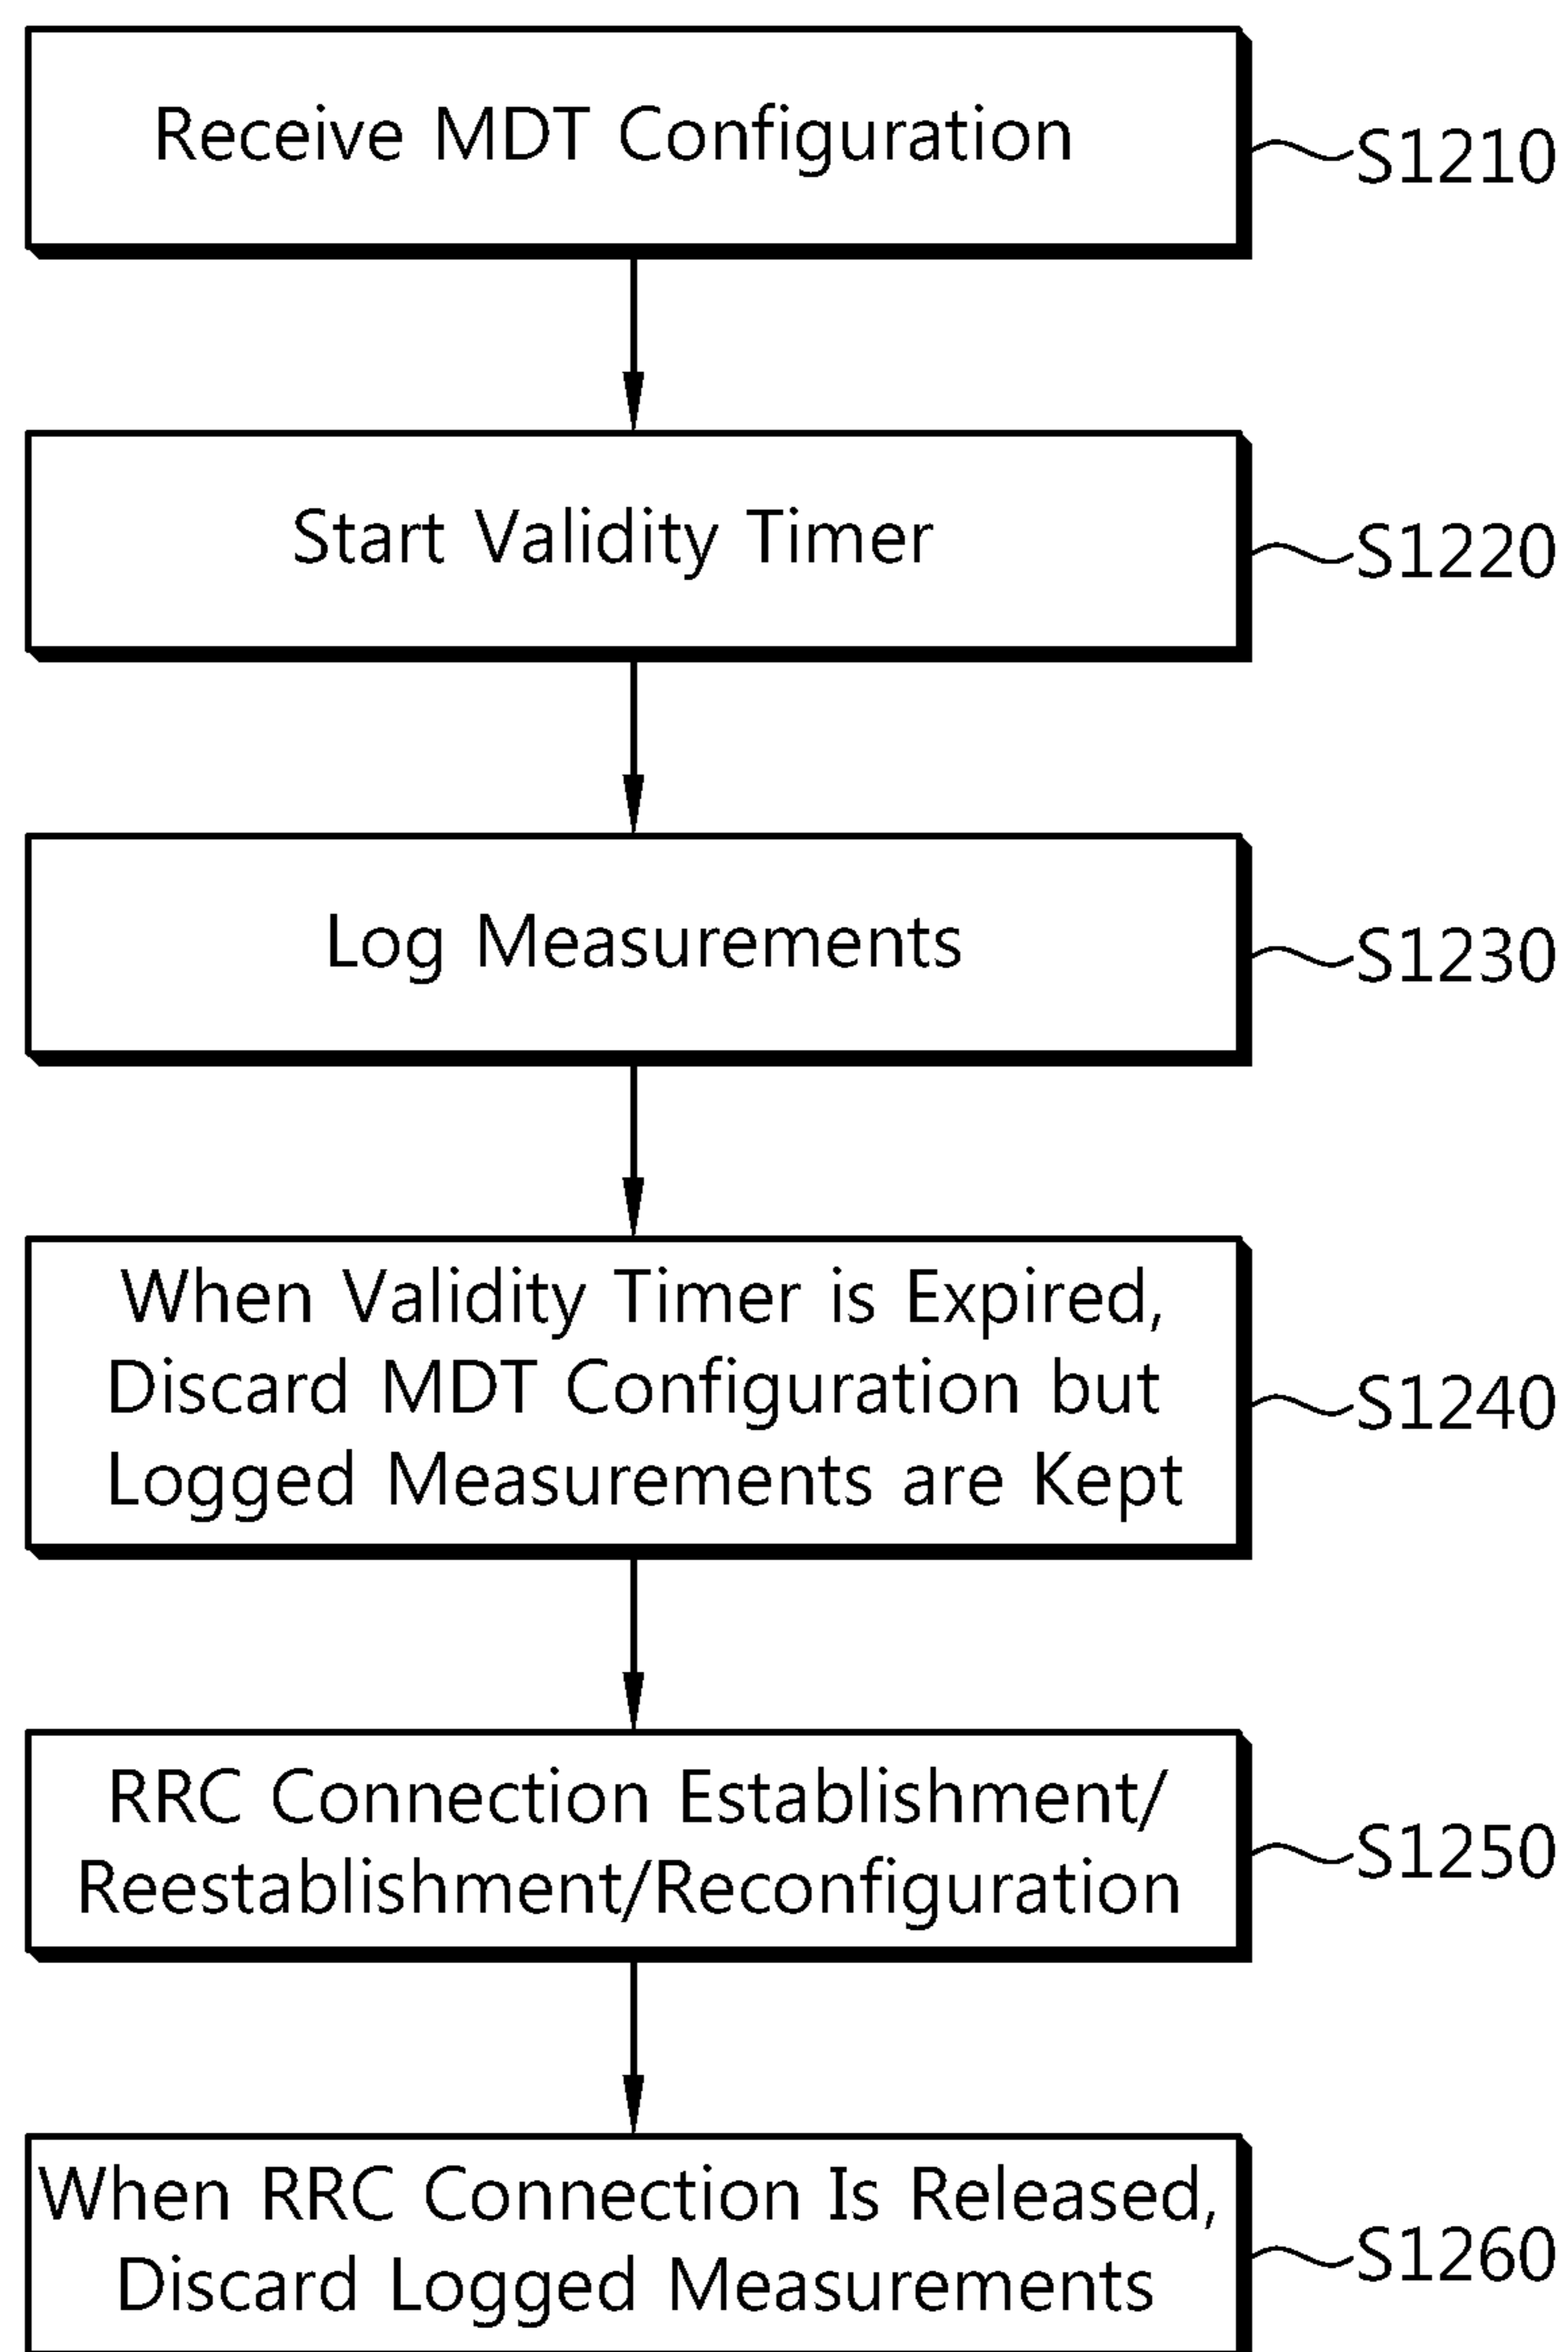 Receive MDT Configuration
S1210
Start Validity Timer
S1220
Log Measurements
S1230
When Validity Timer is Expired,
Discard MDT Configuration but
Logged Measurements are Kept
S1240
RRC Connection Establishment/
Reestablishment/Reconfiguration
S1250
When RRC Connection Is Released,
Discard Logged Measurements
S1260